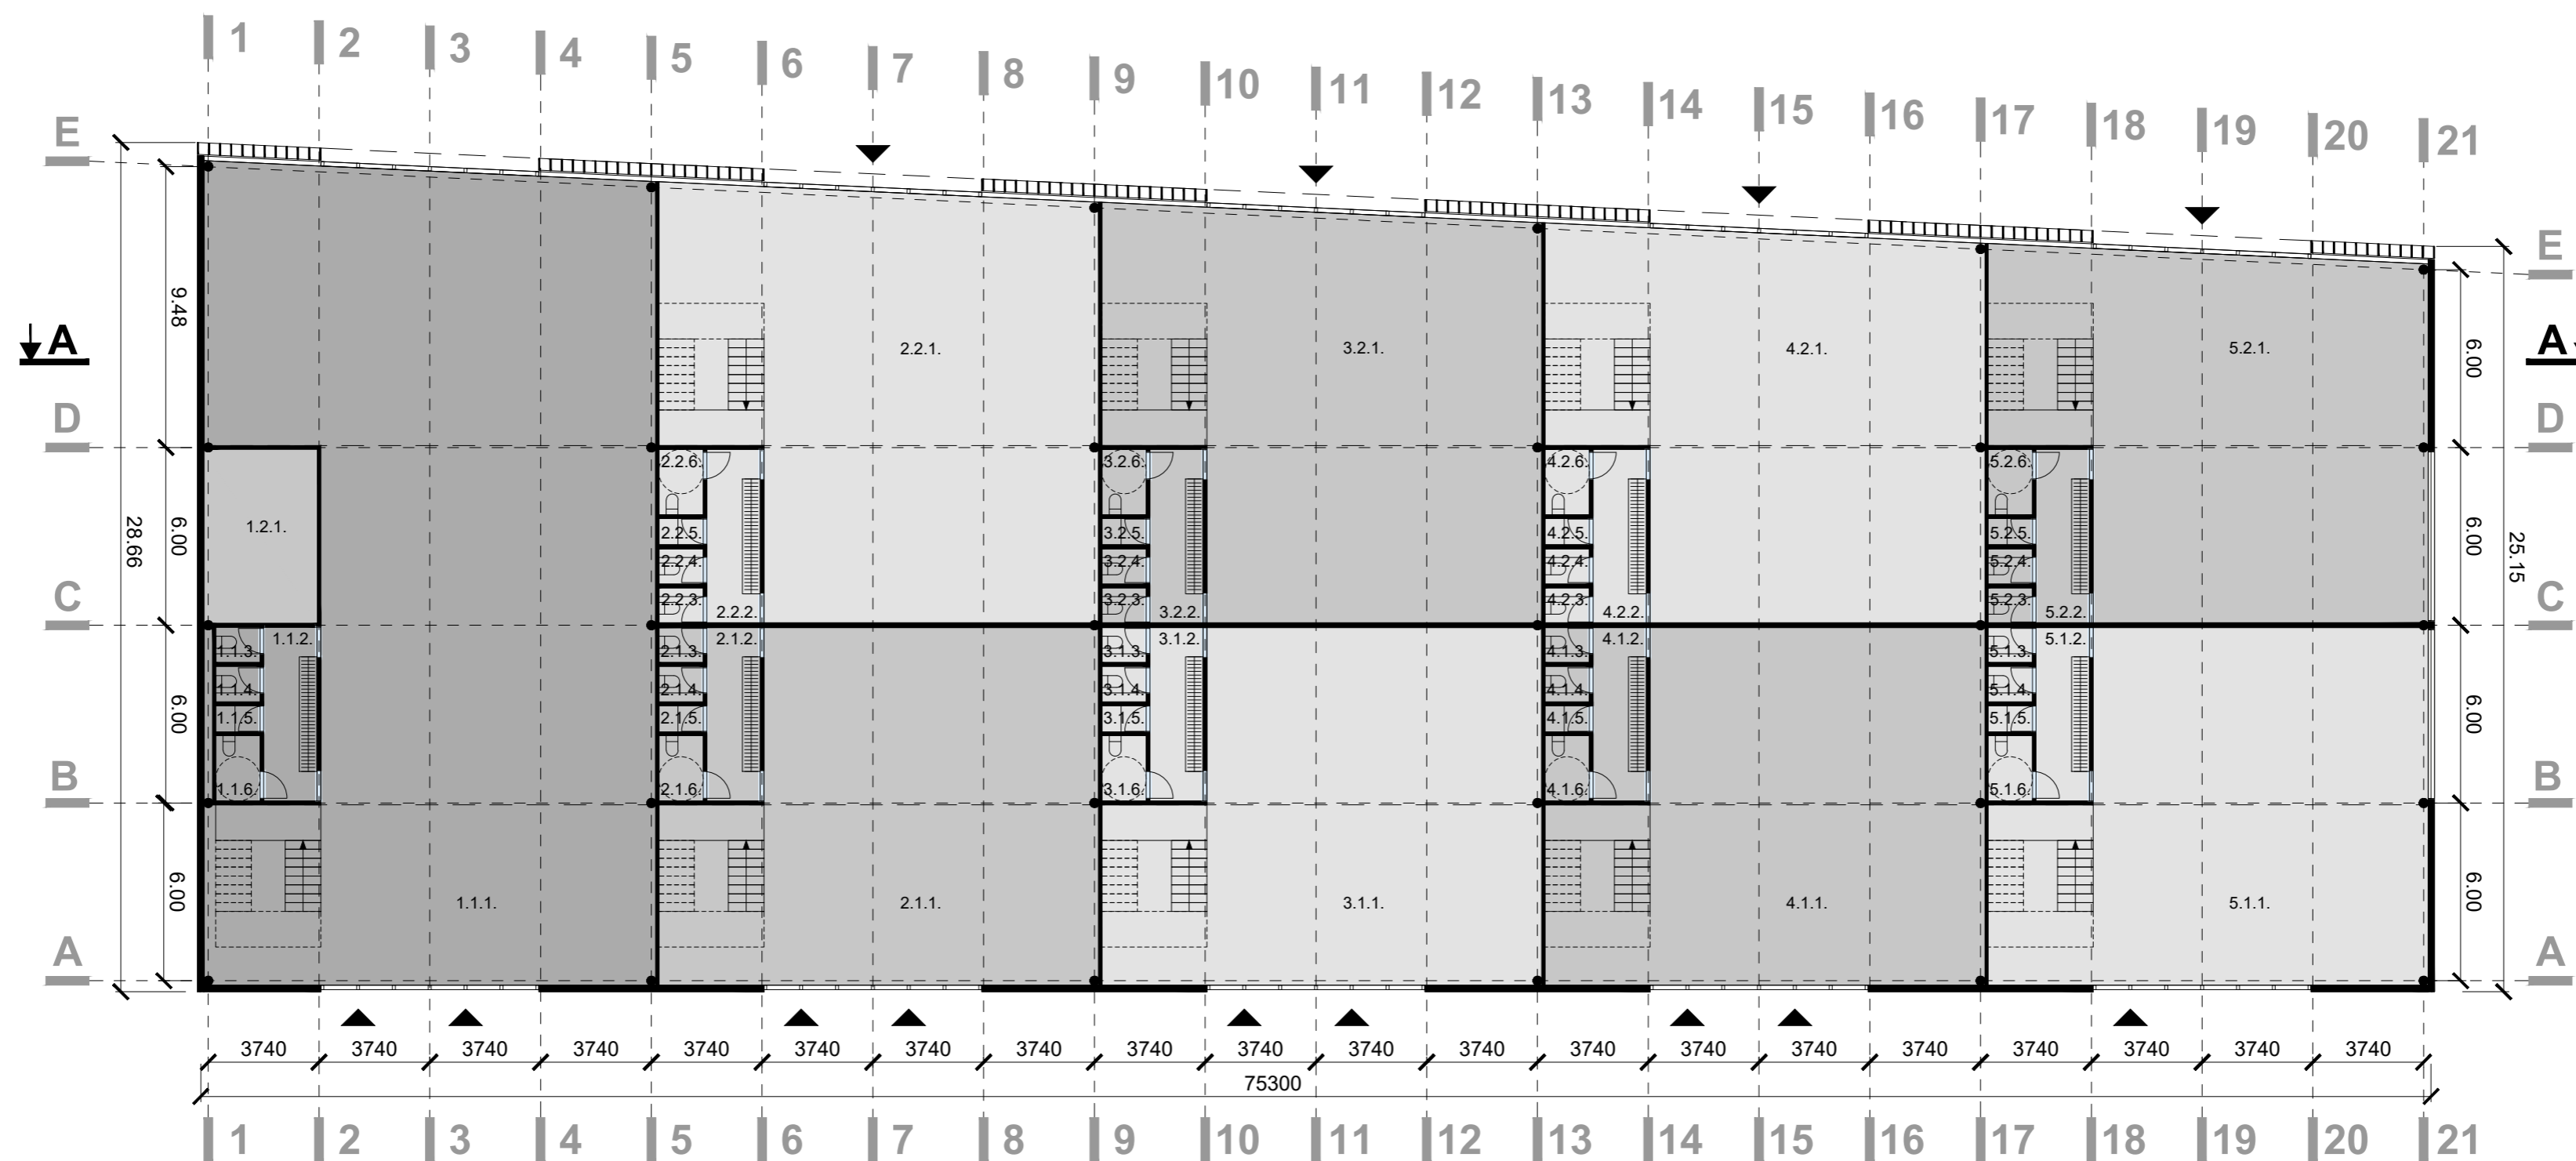 1 2 3 4 5 6 7 8 9 10 11 12 13 14 15 16 17 18 19 20 21
E E
9.48 6.00
A A
2.2.1. 3.2.1. 4.2.1. 5.2.1.
D D
2.2.6. 3.2.6. 4.2.6. 5.2.6.
1.2.1. 2.2.5. 3.2.5. 4.2.5. 5.2.5.
28.66 6.00 6.00 25.15
2.2.4. 3.2.4. 4.2.4. 5.2.4.
C C
2.2.3. 3.2.3. 4.2.3. 5.2.3.
2.2.2. 3.2.2. 4.2.2. 5.2.2.
1.1.2. 2.1.2. 3.1.2. 4.1.2. 5.1.2.
1.1.3. 2.1.3. 3.1.3. 4.1.3. 5.1.3.
1.1.4. 2.1.4. 3.1.4. 4.1.4. 5.1.4.
6.00 6.00
1.1.5. 2.1.5. 3.1.5. 4.1.5. 5.1.5.
B B
1.1.6. 2.1.6. 3.1.6. 4.1.6. 5.1.6.
6.00 6.00
1.1.1. 2.1.1. 3.1.1. 4.1.1. 5.1.1.
A A
3740 3740 3740 3740 3740 3740 3740 3740 3740 3740 3740 3740 3740 3740 3740 3740 3740 3740 3740 3740
75300
1 2 3 4 5 6 7 8 9 10 11 12 13 14 15 16 17 18 19 20 21